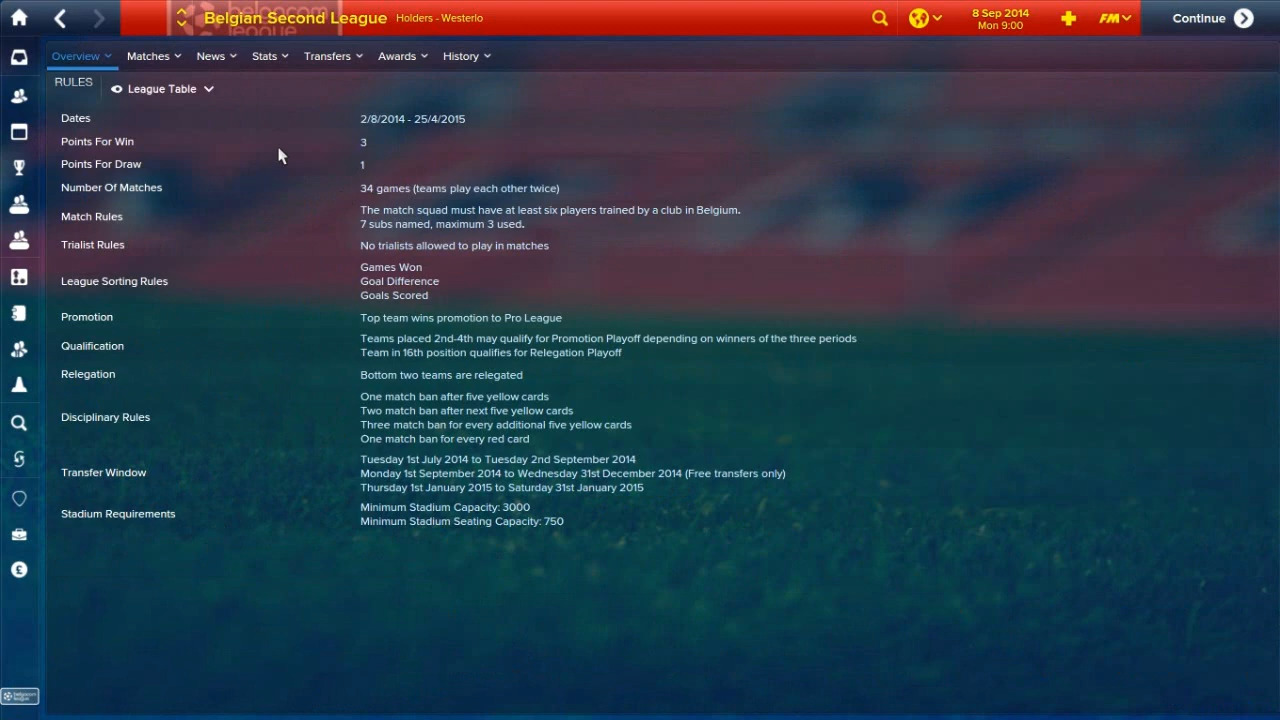 Belgian Second League Holders - Westerlo
8 Sep 2014
Mon 9:00
FM
Continue
Overview Matches News Stats Transfers Awards History
RULES League Table
Dates 2/8/2014 - 25/4/2015
Points For Win 3
Points For Draw 1
Number Of Matches 34 games (teams play each other twice)
Match Rules The match squad must have at least six players trained by a club in Belgium.
7 subs named, maximum 3 used.
Trialist Rules No trialists allowed to play in matches
League Sorting Rules Games Won
Goal Difference
Goals Scored
Promotion Top team wins promotion to Pro League
Qualification Teams placed 2nd-4th may qualify for Promotion Playoff depending on winners of the three periods
Team in 16th position qualifies for Relegation Playoff
Relegation Bottom two teams are relegated
Disciplinary Rules One match ban after five yellow cards
Two match ban after next five yellow cards
Three match ban for every additional five yellow cards
One match ban for every red card
Transfer Window Tuesday 1st July 2014 to Tuesday 2nd September 2014
Monday 1st September 2014 to Wednesday 31st December 2014 (Free transfers only)
Thursday 1st January 2015 to Saturday 31st January 2015
Stadium Requirements Minimum Stadium Capacity: 3000
Minimum Stadium Seating Capacity: 750
belgacom
league